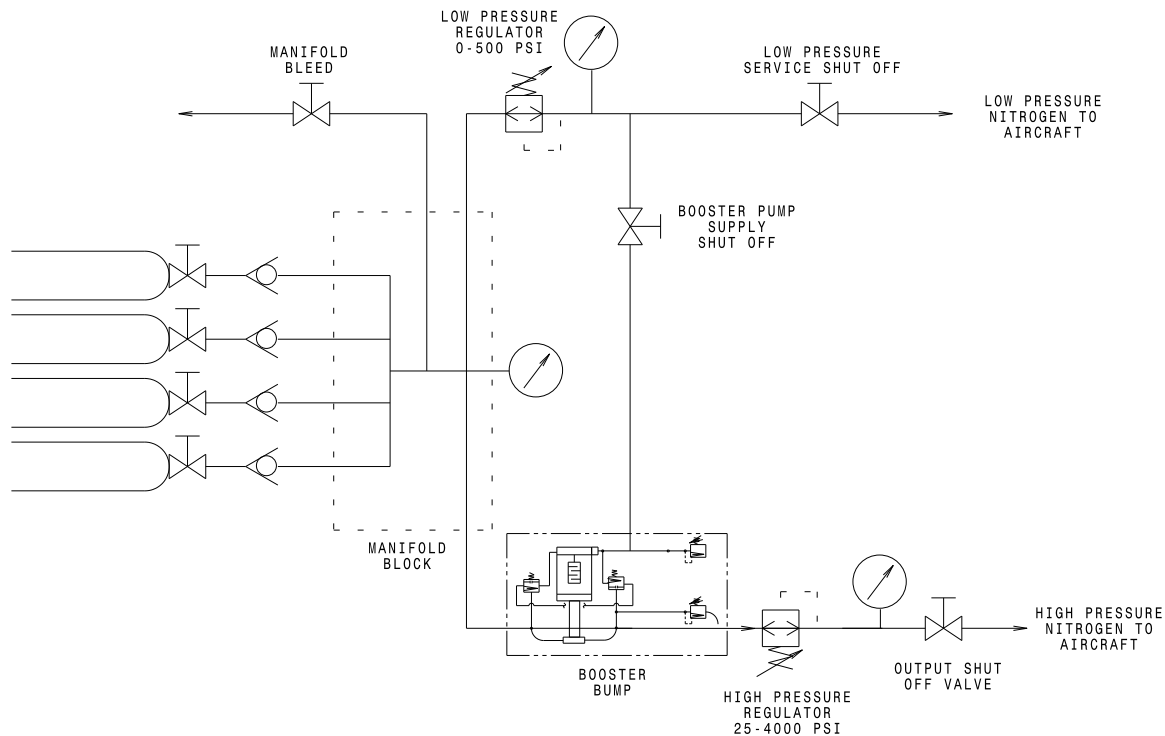 LOW PRESSURE
REGULATOR
0-500 PSI
MANIFOLD
BLEED
LOW PRESSURE
SERVICE SHUT OFF
LOW PRESSURE
NITROGEN TO
AIRCRAFT
BOOSTER PUMP
SUPPLY
SHUT OFF
MANIFOLD
BLOCK
BOOSTER
BUMP
HIGH PRESSURE
NITROGEN TO
AIRCRAFT
OUTPUT SHUT
OFF VALVE
HIGH PRESSURE
REGULATOR
25-4000 PSI